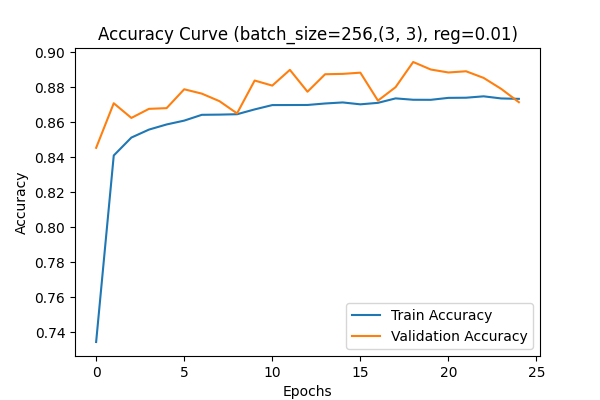 Accuracy Curve (batch_size=256,(3, 3), reg=0.01)
0.90
0.88
0.86
0.84
0.82
0.80
0.78
0.76
0.74
Accuracy
Train Accuracy
Validation Accuracy
0 5 10 15 20 25
Epochs